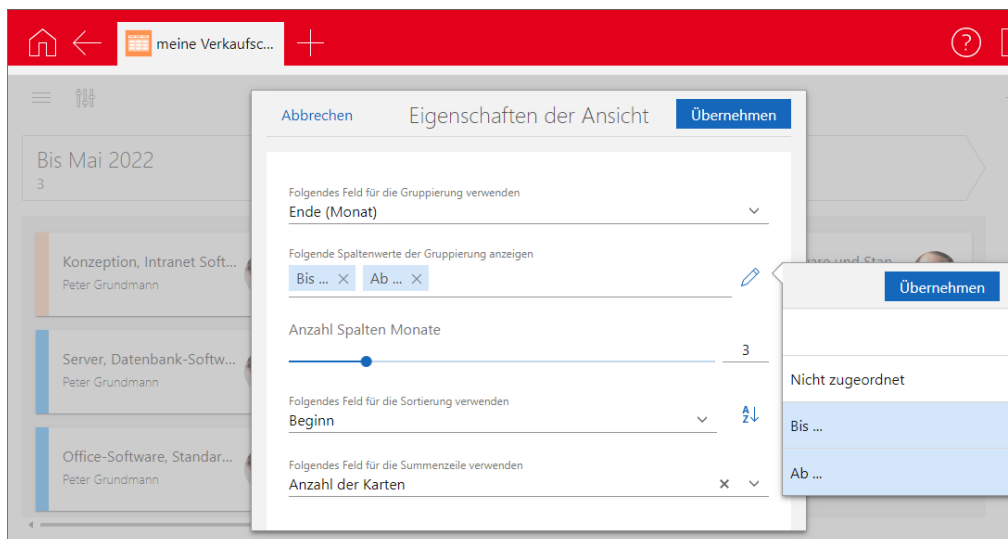 meine Verkaufsc...
Bis Mai 2022
3
Konzeption, Intranet Soft...
Peter Grundmann
Server, Datenbank-Softw...
Peter Grundmann
Office-Software, Standar...
Peter Grundmann
Abbrechen
Eigenschaften der Ansicht
Übernehmen
Folgendes Feld für die Gruppierung verwenden
Ende (Monat)
Folgende Spaltenwerte der Gruppierung anzeigen
Bis ...
Ab ...
Anzahl Spalten Monate
3
Folgendes Feld für die Sortierung verwenden
Beginn
Folgendes Feld für die Summenzeile verwenden
Anzahl der Karten
Übernehmen
Nicht zugeordnet
Bis ...
Ab ...